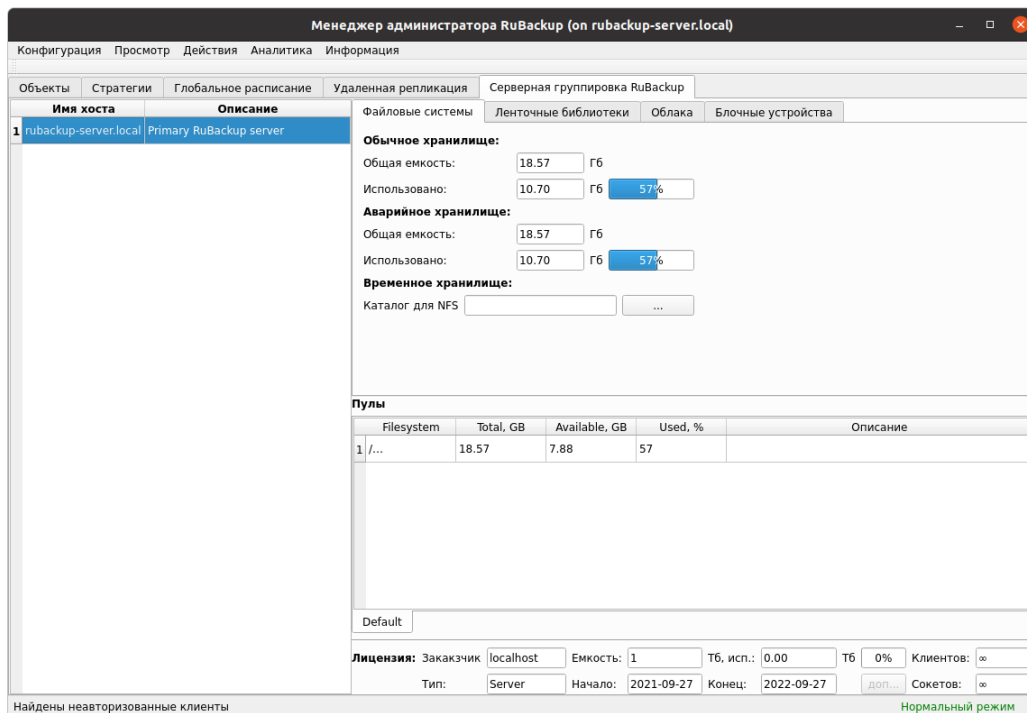 Менеджер администратора RuBackup (on rubackup-server.local)
Конфигурация Просмотр Действия Аналитика Информация
Объекты Стратегии Глобальное расписание Удаленная репликация Серверная группировка RuBackup
Имя хоста Описание
1 rubackup-server.local Primary RuBackup server
Файловые системы Ленточные библиотеки Облака Блочные устройства
Обычное хранилище:
Общая емкость: 18.57 Гб
Использовано: 10.70 Гб 57%
Аварийное хранилище:
Общая емкость: 18.57 Гб
Использовано: 10.70 Гб 57%
Временное хранилище:
Каталог для NFS ...
Пулы
Filesystem Total, GB Available, GB Used, % Описание
1 /... 18.57 7.88 57
Default
Лицензия: Закакзчик localhost Емкость: 1 Тб, исп.: 0.00 Тб 0% Клиентов: ∞
Тип: Server Начало: 2021-09-27 Конец: 2022-09-27 доп... Сокетов: ∞
Найдены неавторизованные клиенты Нормальный режим